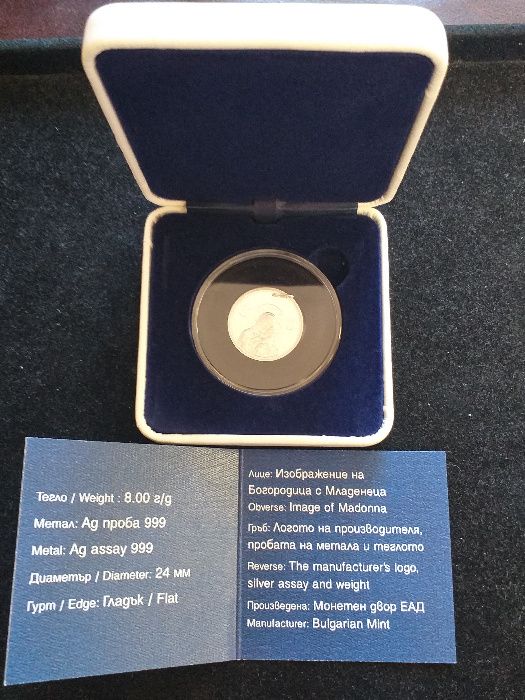 Тегло / Weight : 8.00 г/g
Метал: Ag проба 999
Metal: Ag assay 999
Диаметър / Diameter: 24 мм
Гурт / Edge: Гладък / Flat
Лице: Изображение на
Богородица с Младенеца
Obverse: Image of Madonna
Гръб: Логото на производителя,
пробата на метала и теглото
Reverse: The manufacturer's logo,
silver assay and weight
Произведена: Монетен двор ЕАД
Manufacturer: Bulgarian Mint